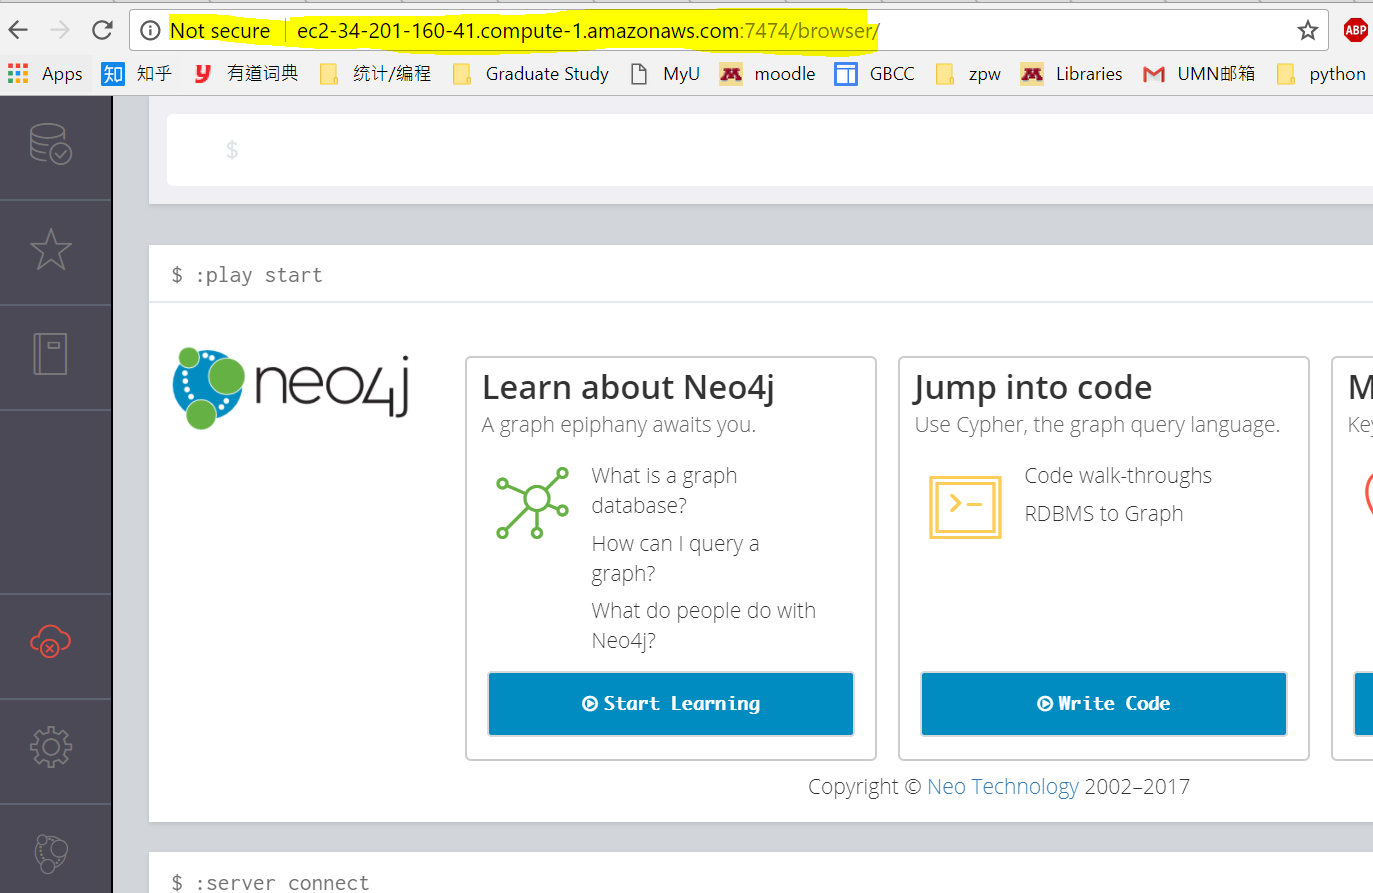 Not secure ec2-34-201-160-41.compute-1.amazonaws.com:7474/browser/ ABP
Apps 知 知乎 y 有道词典 统计/编程 Graduate Study MyU M moodle GBCC zpw M Libraries M UMN邮箱 python
$
$ :play start
neo4j
Learn about Neo4j
A graph epiphany awaits you.
What is a graph
database?
How can I query a
graph?
What do people do with
Neo4j?
Start Learning
Jump into code
Use Cypher, the graph query language.
Code walk-throughs
RDBMS to Graph
Write Code
M
Key
Copyright © Neo Technology 2002–2017
$ :server connect